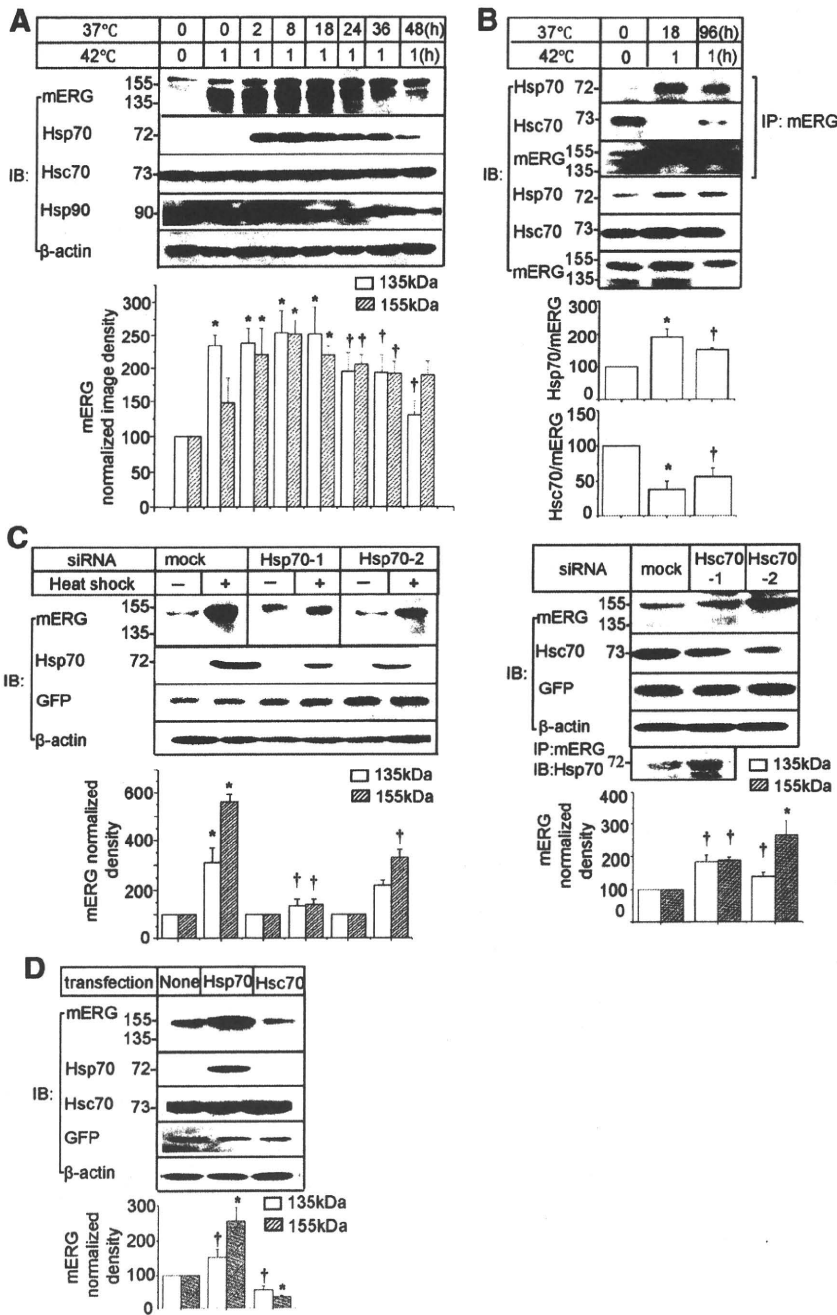 A
37℃ 0 0 2 8 18 24 36 48(h)
42℃ 0 1 1 1 1 1 1 1(h)
IB:
mERG 155 135
Hsp70 72
Hsc70 73
Hsp90 90
β-actin
135kDa
155kDa
mERG
normalized image density
300
250
200
150
100
50
0
* * * * * * * † † † † †
B
37℃ 0 18 96(h)
42℃ 0 1 1(h)
IB:
Hsp70 72
Hsc70 73
mERG 155 135
IP: mERG
Hsp70 72
Hsc70 73
mERG 155 135
Hsp70/mERG
300
200
100
0
* †
Hsc70/mERG
100
50
0
* †
C
siRNA mock Hsp70-1 Hsp70-2
Heat shock − + − + − +
IB:
mERG 155 135
Hsp70 72
GFP
β-actin
135kDa
155kDa
mERG normalized
density
600
300
100
0
* * † † †
siRNA mock Hsc70-1 Hsc70-2
IB:
mERG 155 135
Hsc70 73
GFP
β-actin
IP:mERG
IB:Hsp70 72
135kDa
155kDa
mERG
normalized
density
400
300
200
100
0
† † † *
D
transfection None Hsp70 Hsc70
IB:
mERG 155 135
Hsp70 72
Hsc70 73
GFP
β-actin
135kDa
155kDa
mERG
normalized
density
300
200
100
0
† * † *